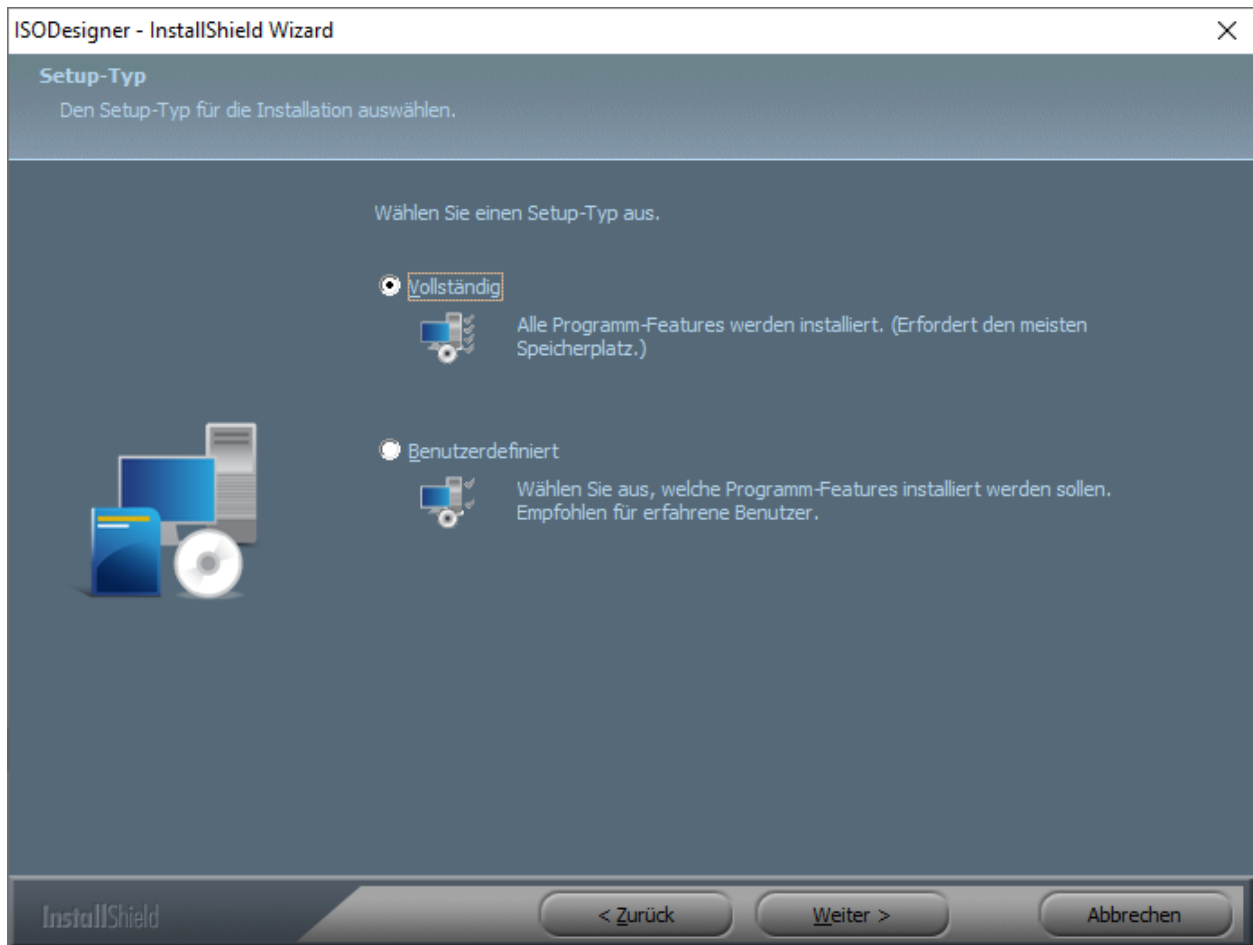 ISODesigner - InstallShield Wizard
Setup-Typ
Den Setup-Typ für die Installation auswählen.
Wählen Sie einen Setup-Typ aus.
Vollständig
Alle Programm-Features werden installiert. (Erfordert den meisten
Speicherplatz.)
Benutzerdefiniert
Wählen Sie aus, welche Programm-Features installiert werden sollen.
Empfohlen für erfahrene Benutzer.
InstallShield
< Zurück
Weiter >
Abbrechen